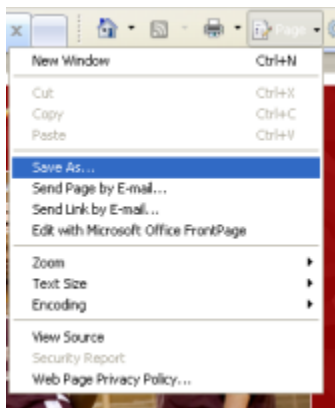 Page
New Window Ctrl+N
Cut Ctrl+X
Copy Ctrl+C
Paste Ctrl+V
Save As...
Send Page by E-mail...
Send Link by E-mail...
Edit with Microsoft Office FrontPage
Zoom
Text Size
Encoding
View Source
Security Report
Web Page Privacy Policy...